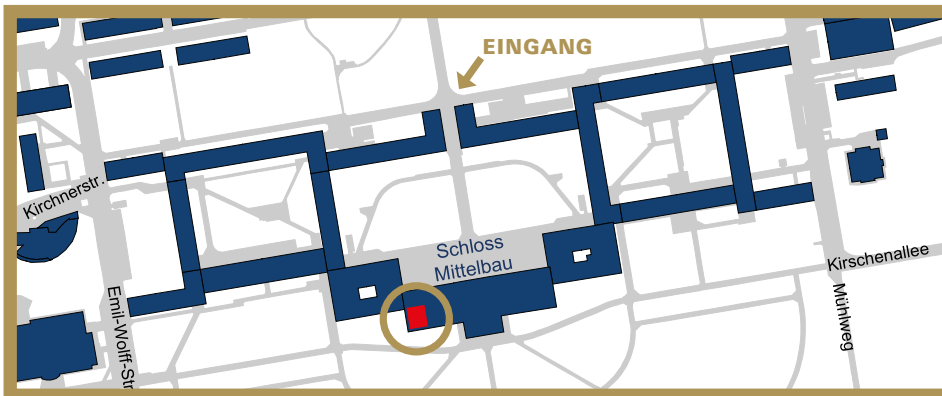 EINGANG
Kirchnerstr.
Schloss
Mittelbau
Kirschenallee
Emil-Wolff-Str
Mühlweg